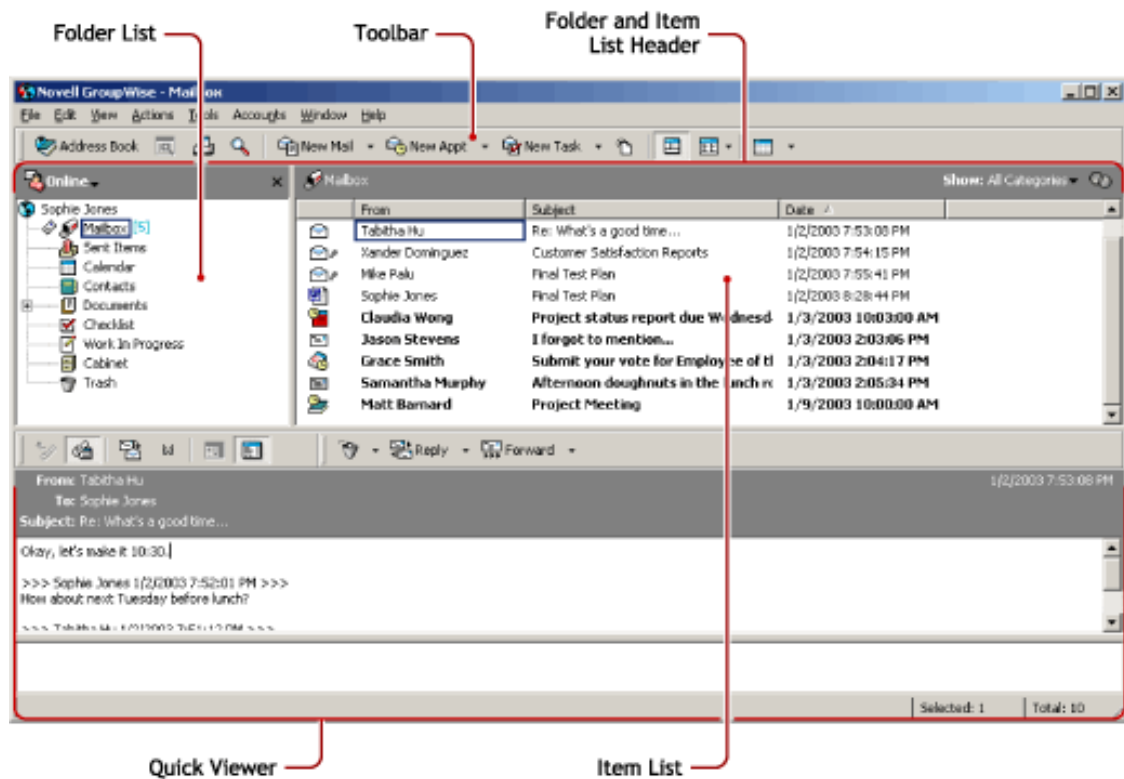 Folder List
Toolbar
Folder and Item
List Header
Novell GroupWise - Mailbox
File Edit View Actions Tools Accounts Window Help
Address Book New Mail New Appt New Task
Online
Mailbox
Show: All Categories
Sophie Jones
Mailbox [5]
Sent Items
Calendar
Contacts
Documents
Checklist
Work In Progress
Cabinet
Trash
From Subject Date
Tabitha Hu Re: What's a good time... 1/2/2003 7:53:08 PM
Xander Dominguez Customer Satisfaction Reports 1/2/2003 7:54:15 PM
Mike Palu Final Test Plan 1/2/2003 7:55:41 PM
Sophie Jones Final Test Plan 1/2/2003 8:28:44 PM
Claudia Wong Project status report due Wednesd 1/3/2003 10:03:00 AM
Jason Stevens I forgot to mention... 1/3/2003 2:03:06 PM
Grace Smith Submit your vote for Employee of tl 1/3/2003 2:04:17 PM
Samantha Murphy Afternoon doughnuts in the lunch ro 1/3/2003 2:05:34 PM
Matt Barnard Project Meeting 1/9/2003 10:00:00 AM
Reply Forward
From: Tabitha Hu 1/2/2003 7:53:08 PM
To: Sophie Jones
Subject: Re: What's a good time...
Okay, let's make it 10:30.
>>> Sophie Jones 1/2/2003 7:52:01 PM >>>
How about next Tuesday before lunch?
>>> Tabitha Hu 1/2/2003 7:51:12 PM >>>
Selected: 1 Total: 10
Quick Viewer
Item List